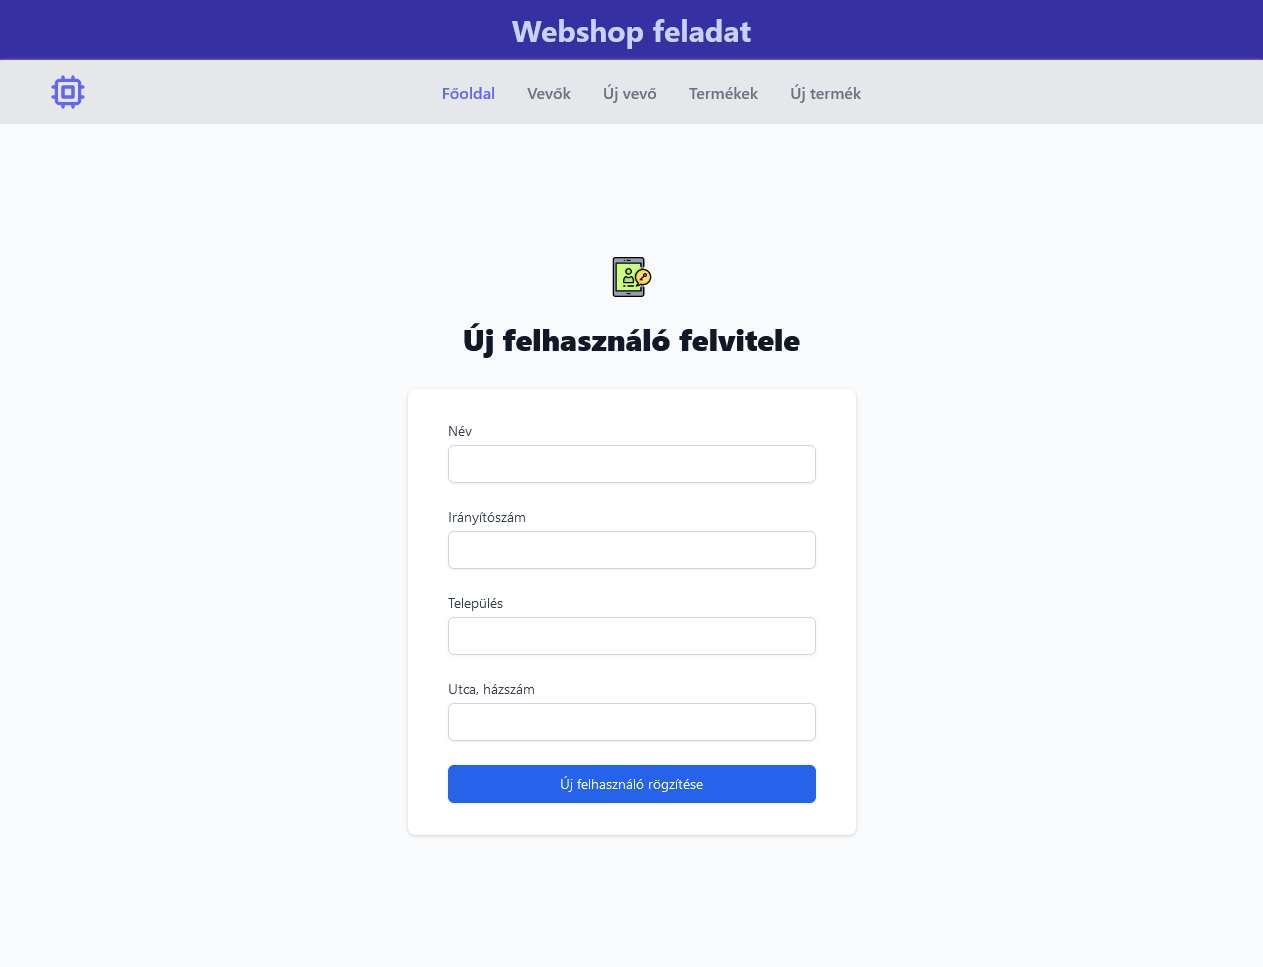 Webshop feladat
Főoldal Vevők Új vevő Termékek Új termék
Új felhasználó felvitele
Név
Irányítószám
Település
Utca, házszám
Új felhasználó rögzítése